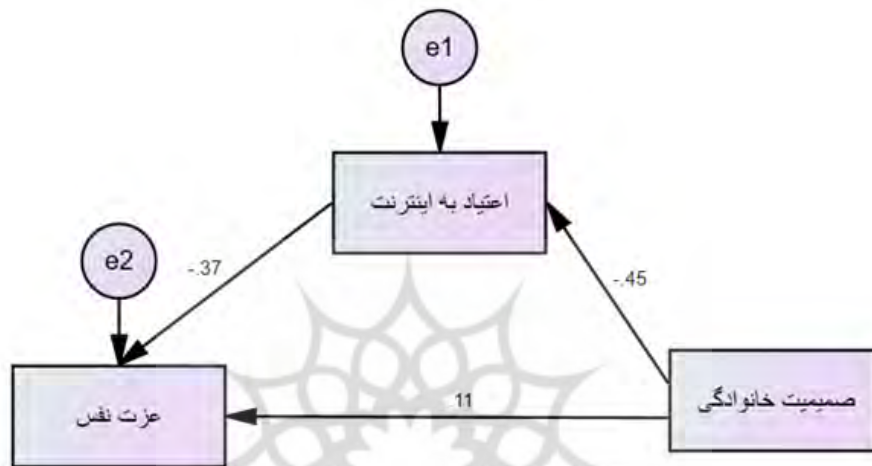 e1
اعتیاد به اینترنت
e2
-.37
-.45
صمیمیت خانوادگی
11
عزت نفس